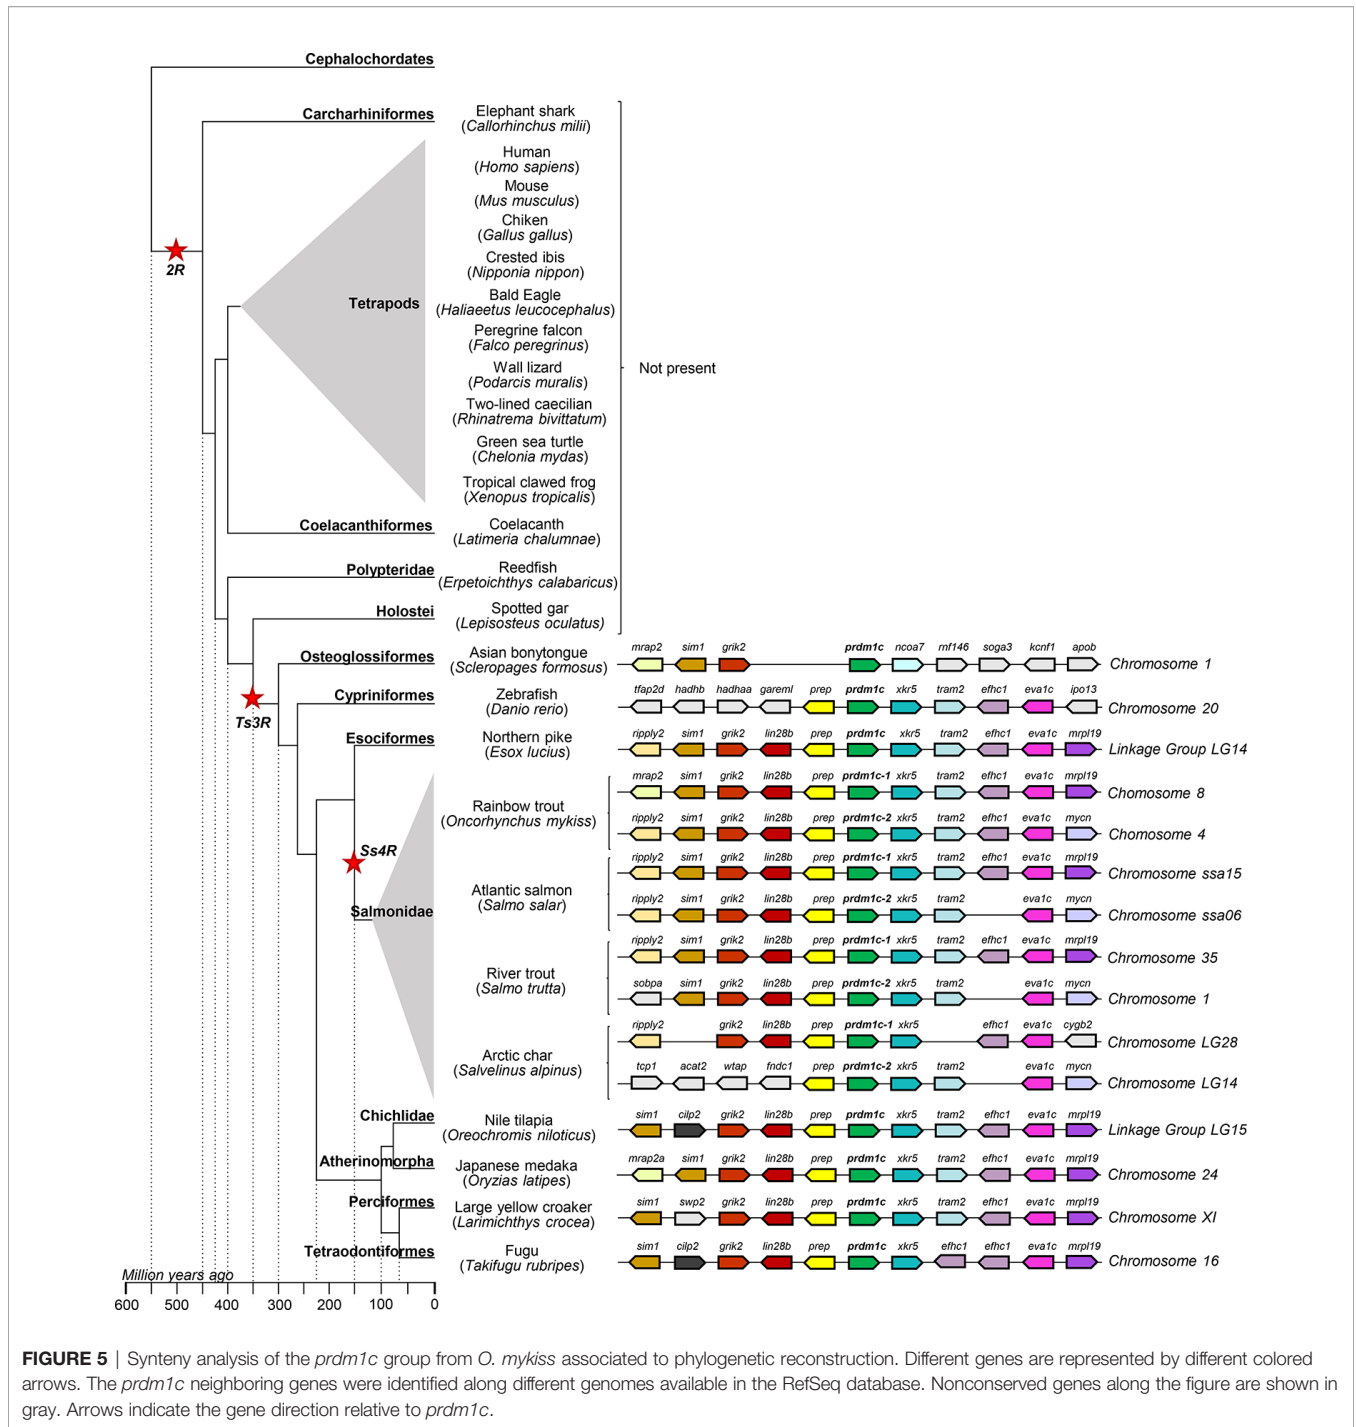 Cephalochordates
Carcharhiniformes
Elephant shark
(Callorhinchus milii)
Human
(Homo sapiens)
Mouse
(Mus musculus)
Chiken
(Gallus gallus)
Crested ibis
(Nipponia nippon)
2R
Bald Eagle
(Haliaeetus leucocephalus)
Tetrapods
Peregrine falcon
(Falco peregrinus)
Wall lizard
(Podarcis muralis)
Not present
Two-lined caecilian
(Rhinatrema bivittatum)
Green sea turtle
(Chelonia mydas)
Tropical clawed frog
(Xenopus tropicalis)
Coelacanthiformes
Coelacanth
(Latimeria chalumnae)
Polypteridae
Reedfish
(Erpetoichthys calabaricus)
Holostei
Spotted gar
(Lepisosteus oculatus)
Osteoglossiformes
Asian bonytongue
(Scleropages formosus)
mrap2 sim1 grik2 prdm1c ncoa7 rnf146 soga3 kcnf1 apob
Chromosome 1
Ts3R
Cypriniformes
Zebrafish
(Danio rerio)
tfap2d hadhb hadhaa gareml prep prdm1c xkr5 tram2 efhc1 eva1c ipo13
Chromosome 20
Esociformes
Northern pike
(Esox lucius)
ripply2 sim1 grik2 lin28b prep prdm1c xkr5 tram2 efhc1 eva1c mrpl19
Linkage Group LG14
Ss4R
Salmonidae
Rainbow trout
(Oncorhynchus mykiss)
mrap2 sim1 grik2 lin28b prep prdm1c-1 xkr5 tram2 efhc1 eva1c mrpl19
Chomosome 8
ripply2 sim1 grik2 lin28b prep prdm1c-2 xkr5 tram2 efhc1 eva1c mycn
Chomosome 4
Atlantic salmon
(Salmo salar)
ripply2 sim1 grik2 lin28b prep prdm1c-1 xkr5 tram2 efhc1 eva1c mrpl19
Chromosome ssa15
ripply2 sim1 grik2 lin28b prep prdm1c-2 xkr5 tram2 eva1c mycn
Chromosome ssa06
River trout
(Salmo trutta)
ripply2 sim1 grik2 lin28b prep prdm1c-1 xkr5 tram2 efhc1 eva1c mrpl19
Chromosome 35
sobpa sim1 grik2 lin28b prep prdm1c-2 xkr5 tram2 eva1c mycn
Chromosome 1
Arctic char
(Salvelinus alpinus)
ripply2 grik2 lin28b prep prdm1c-1 xkr5 efhc1 eva1c cygb2
Chromosome LG28
tcp1 acat2 wtap fndc1 prep prdm1c-2 xkr5 tram2 eva1c mycn
Chromosome LG14
Chichlidae
Nile tilapia
(Oreochromis niloticus)
sim1 cilp2 grik2 lin28b prep prdm1c xkr5 tram2 efhc1 eva1c mrpl19
Linkage Group LG15
Atherinomorpha
Japanese medaka
(Oryzias latipes)
mrap2a sim1 grik2 lin28b prep prdm1c xkr5 tram2 efhc1 eva1c mrpl19
Chromosome 24
Perciformes
Large yellow croaker
(Larimichthys crocea)
sim1 swp2 grik2 lin28b prep prdm1c xkr5 tram2 efhc1 eva1c mrpl19
Chromosome XI
Tetraodontiformes
Fugu
(Takifugu rubripes)
sim1 cilp2 grik2 lin28b prep prdm1c xkr5 efhc1 efhc1 eva1c mrpl19
Chromosome 16
Million years ago
600 500 400 300 200 100 0
FIGURE 5 | Synteny analysis of the prdm1c group from O. mykiss associated to phylogenetic reconstruction. Different genes are represented by different colored
arrows. The prdm1c neighboring genes were identified along different genomes available in the RefSeq database. Nonconserved genes along the figure are shown in
gray. Arrows indicate the gene direction relative to prdm1c.